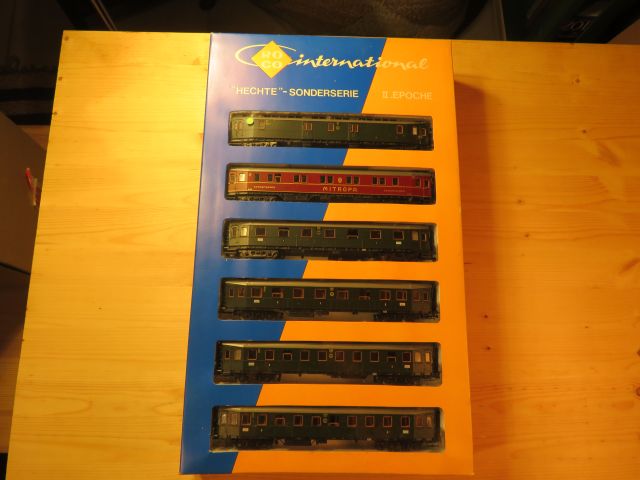 ROCO international
"HECHTE"-SONDERSERIE II.EPOCHE
MITROPA